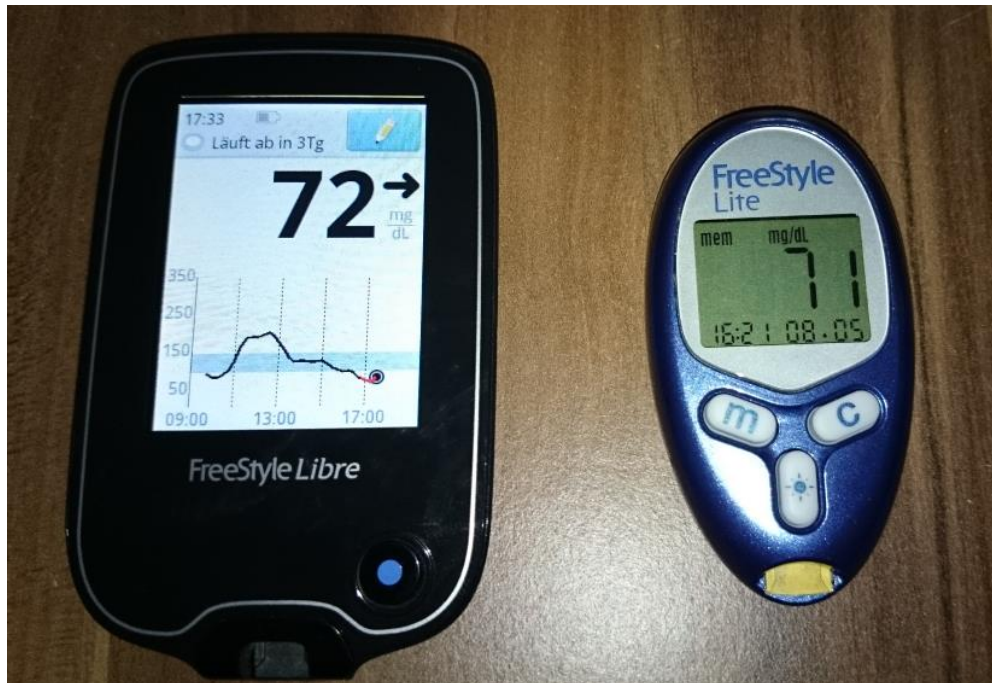 17:33
Läuft ab in 3Tg
72→
mg
dL
350
250
150
50
09:00 13:00 17:00
FreeStyle Libre
FreeStyle
Lite
mem mg/dL
71
16:21 08.05
m c